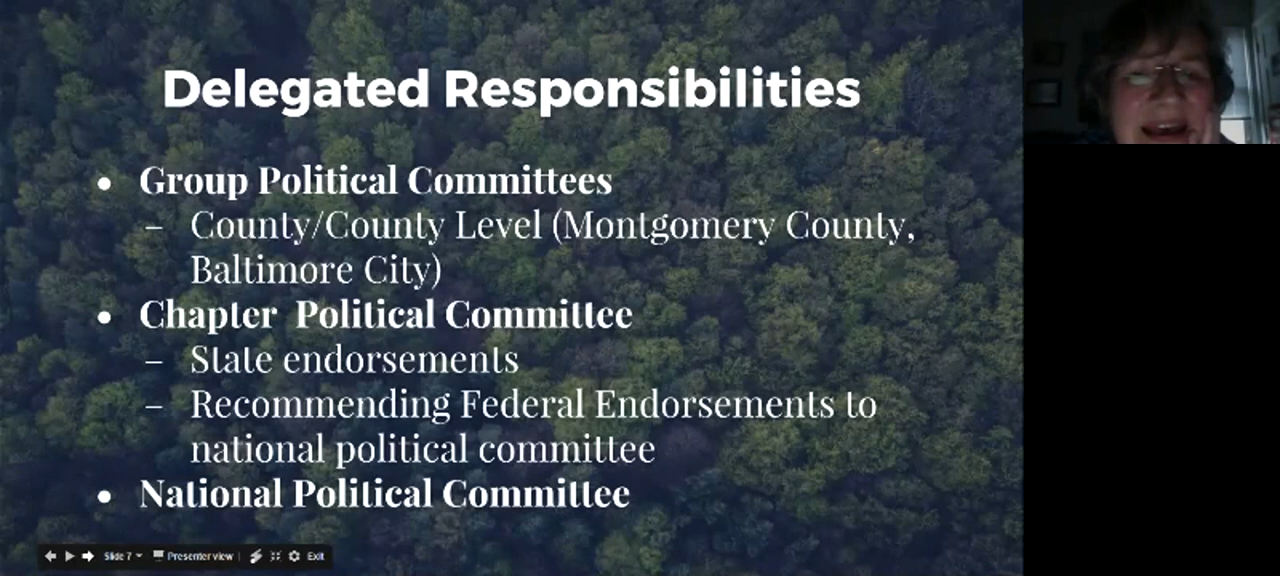 Delegated Responsibilities
• Group Political Committees
– County/County Level (Montgomery County,
Baltimore City)
• Chapter Political Committee
– State endorsements
– Recommending Federal Endorsements to
national political committee
• National Political Committee
Slide 7 Presenter view Exit